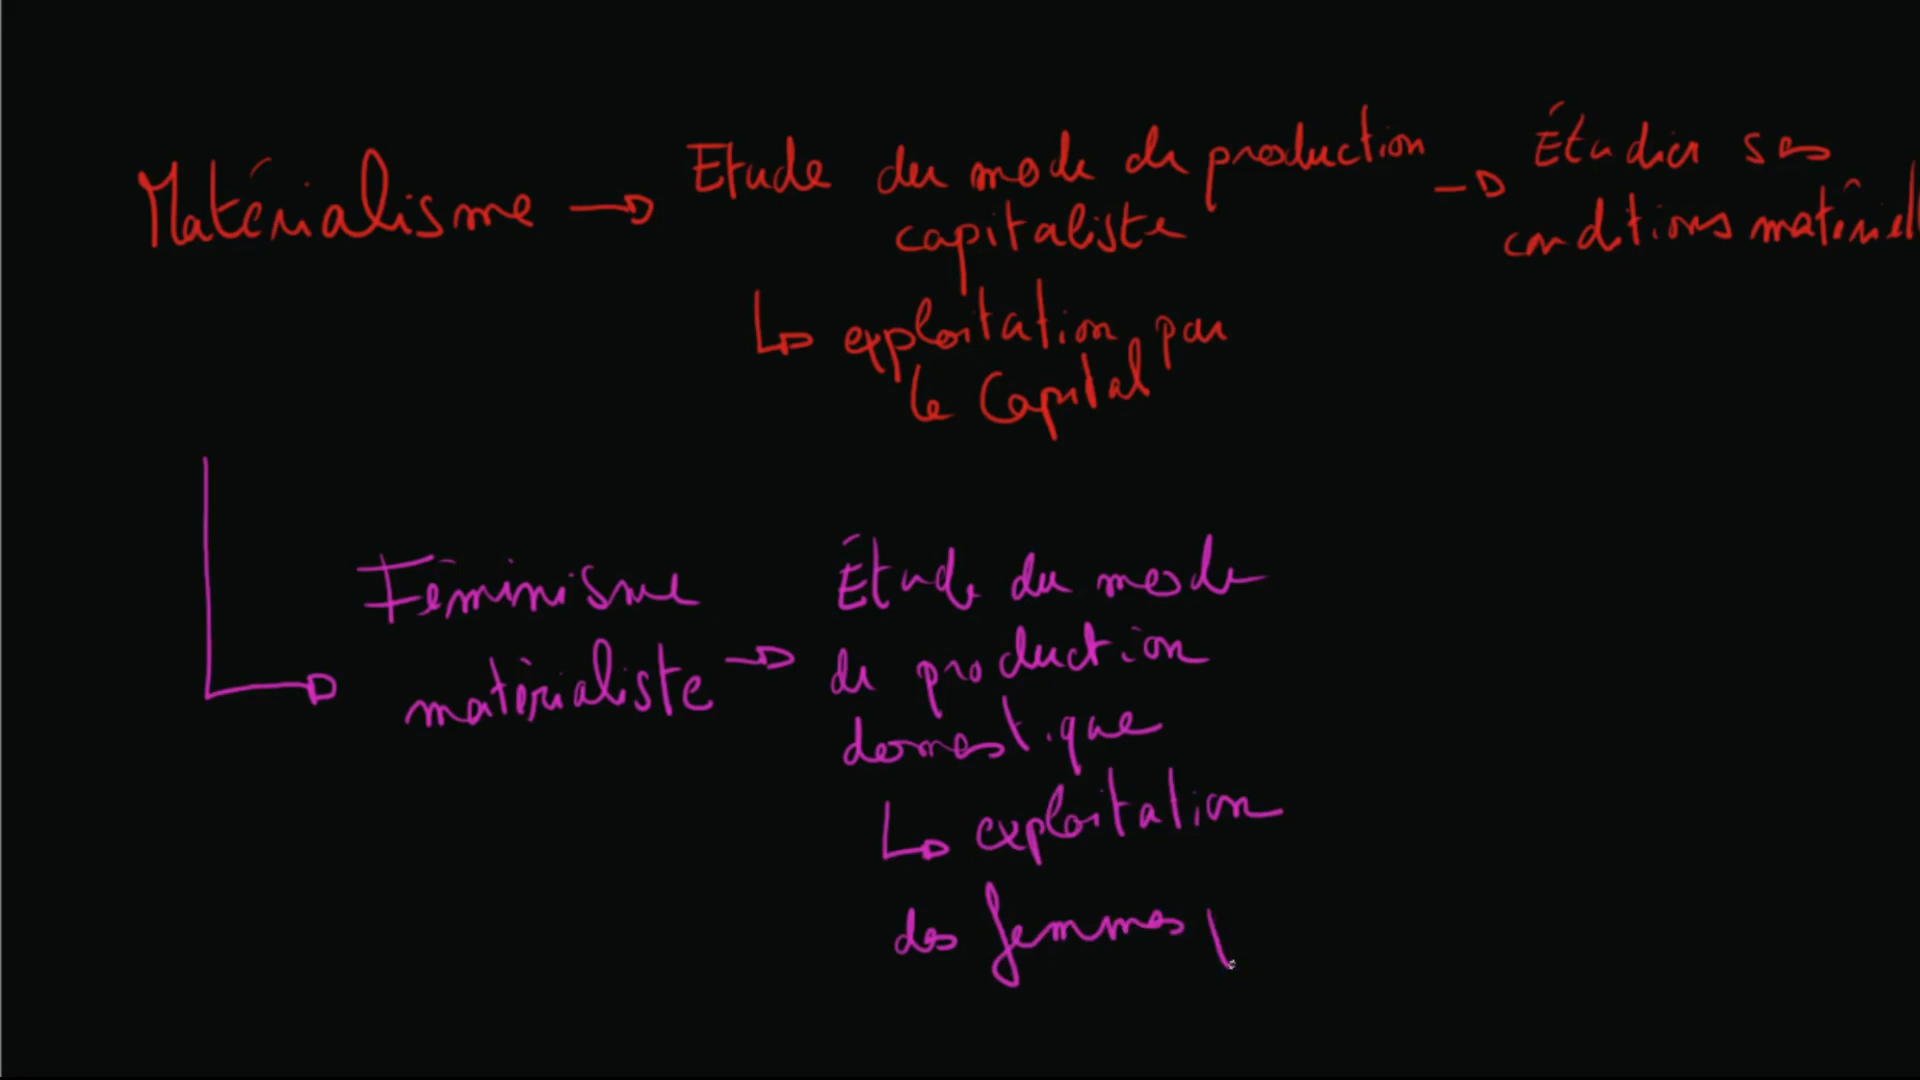 Matérialisme → Etude du mode de production → Étudier ses
capitaliste conditions matériell
↳ exploitation par
le Capital
Féminisme Étude du mode
matérialiste → de production
domestique
↳ exploitation
des femmes